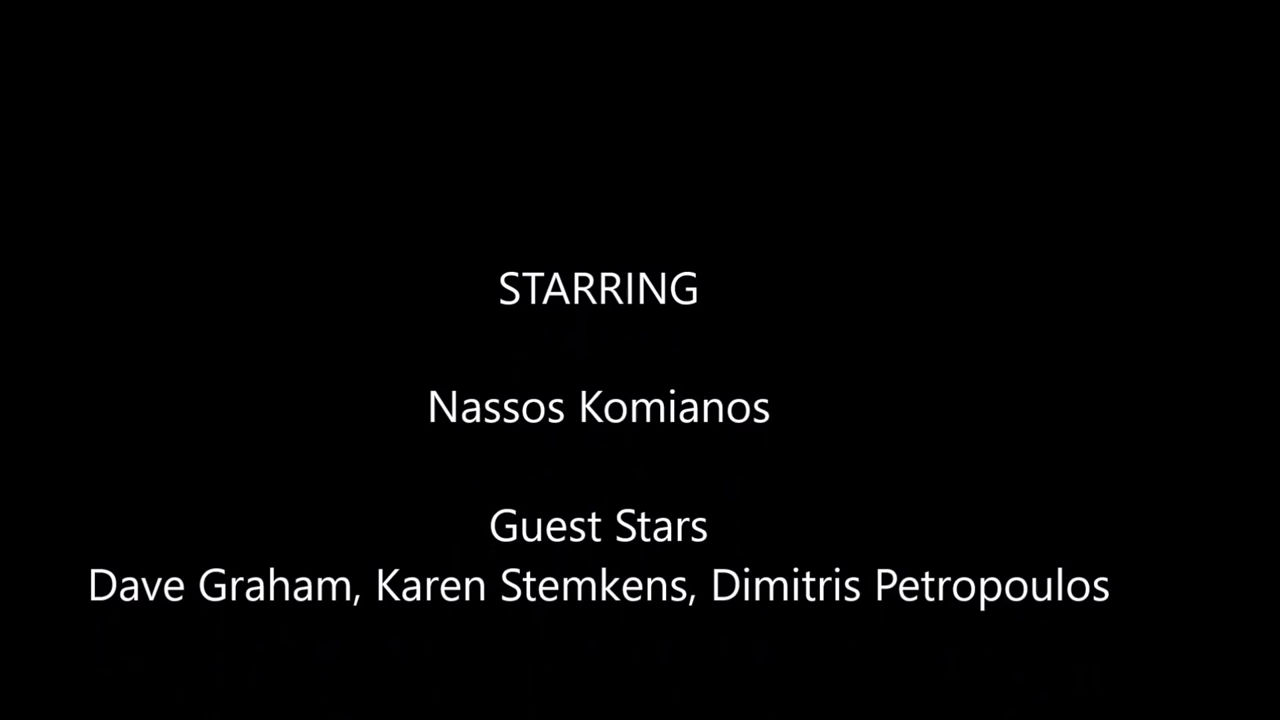 STARRING
Nassos Komianos
Guest Stars
Dave Graham, Karen Stemkens, Dimitris Petropoulos